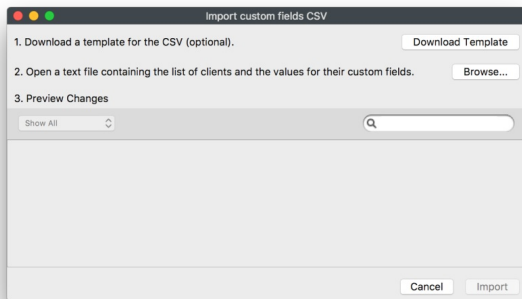 Import custom fields CSV
1. Download a template for the CSV (optional).
Download Template
2. Open a text file containing the list of clients and the values for their custom fields.
Browse...
3. Preview Changes
Show All
Cancel
Import